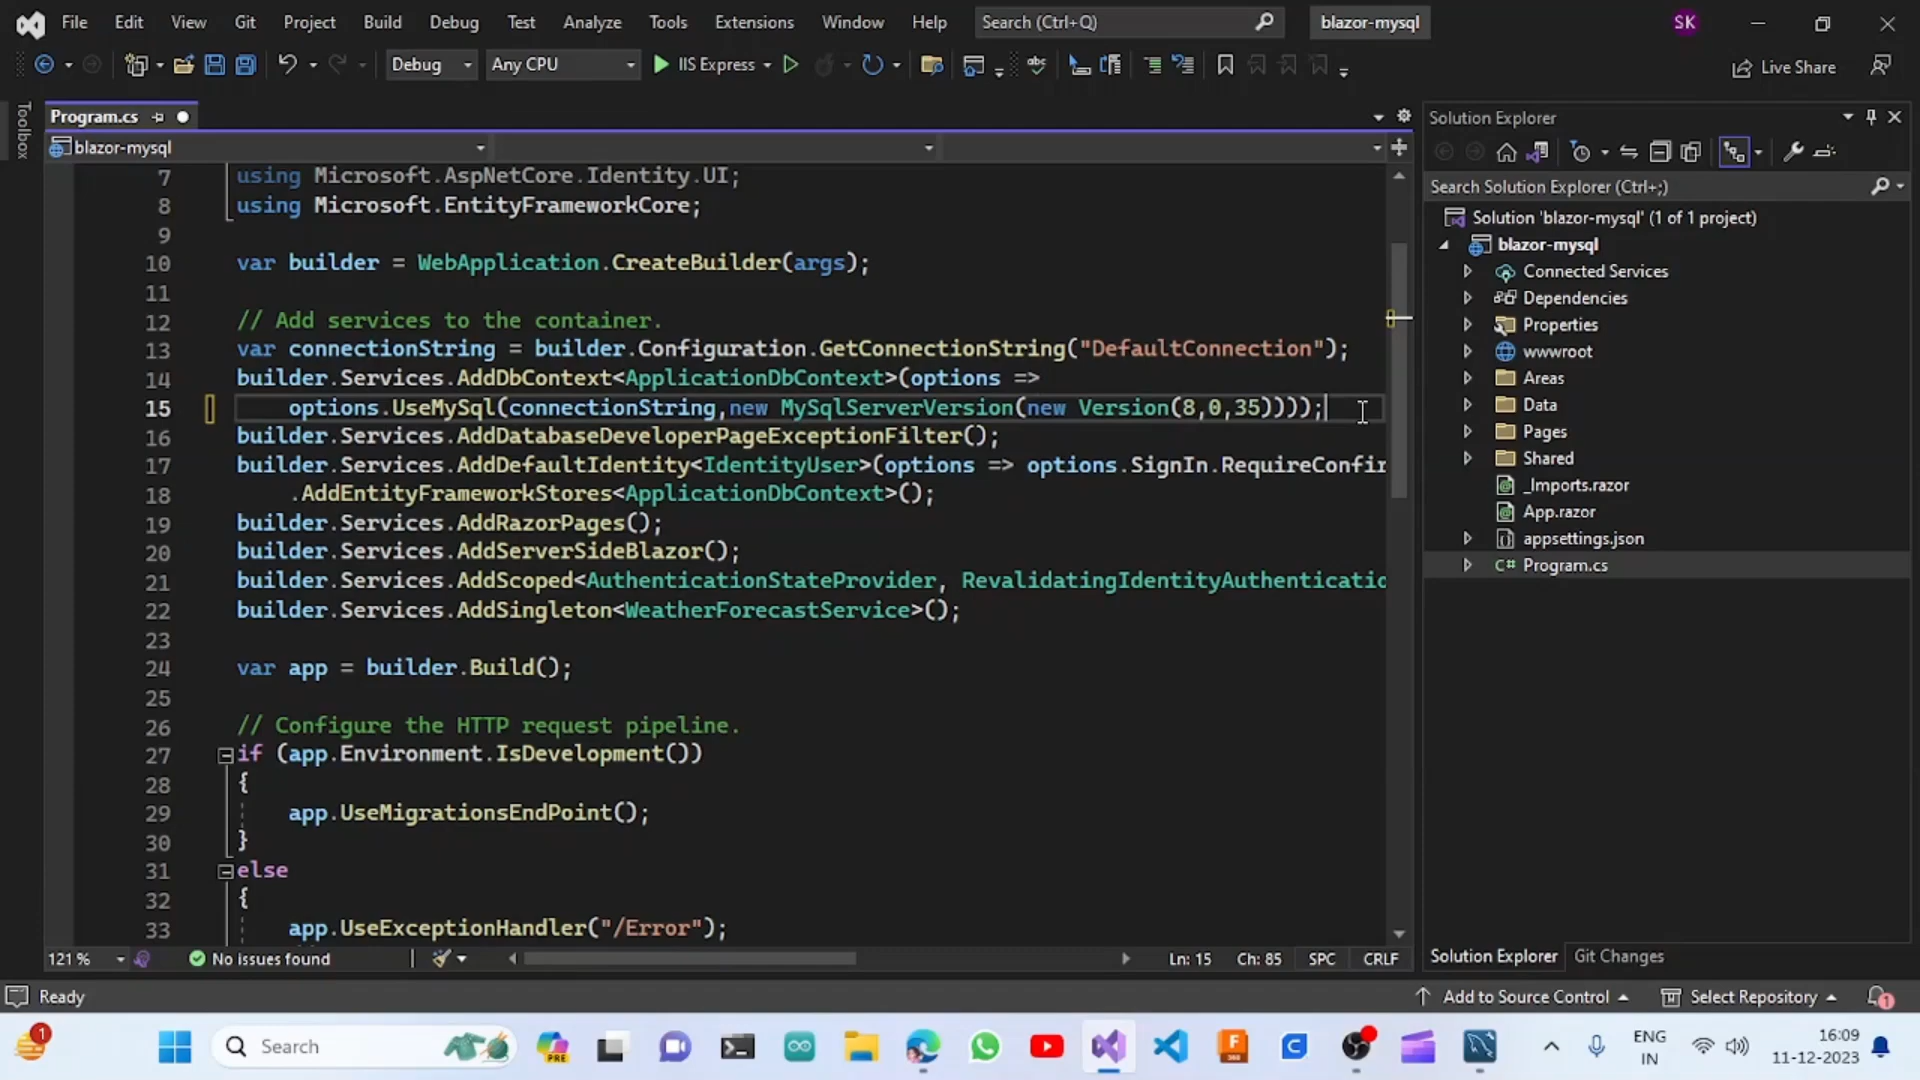 File Edit View Git Project Build Debug Test Analyze Tools Extensions Window Help Search (Ctrl+Q) blazor-mysql SK
Debug Any CPU IIS Express abc Live Share
Toolbox
Program.cs
blazor-mysql
7 using Microsoft.AspNetCore.Identity.UI;
8 using Microsoft.EntityFrameworkCore;
9
10 var builder = WebApplication.CreateBuilder(args);
11
12 // Add services to the container.
13 var connectionString = builder.Configuration.GetConnectionString("DefaultConnection");
14 builder.Services.AddDbContext<ApplicationDbContext>(options =>
15 options.UseMySql(connectionString,new MySqlServerVersion(new Version(8,0,35))));
16 builder.Services.AddDatabaseDeveloperPageExceptionFilter();
17 builder.Services.AddDefaultIdentity<IdentityUser>(options => options.SignIn.RequireConfir
18 .AddEntityFrameworkStores<ApplicationDbContext>();
19 builder.Services.AddRazorPages();
20 builder.Services.AddServerSideBlazor();
21 builder.Services.AddScoped<AuthenticationStateProvider, RevalidatingIdentityAuthenticatio
22 builder.Services.AddSingleton<WeatherForecastService>();
23
24 var app = builder.Build();
25
26 // Configure the HTTP request pipeline.
27 if (app.Environment.IsDevelopment())
28 {
29 app.UseMigrationsEndPoint();
30 }
31 else
32 {
33 app.UseExceptionHandler("/Error");
121 % No issues found Ln: 15 Ch: 85 SPC CRLF
Solution Explorer
Search Solution Explorer (Ctrl+;)
Solution 'blazor-mysql' (1 of 1 project)
blazor-mysql
Connected Services
Dependencies
Properties
wwwroot
Areas
Data
Pages
Shared
_Imports.razor
App.razor
appsettings.json
C# Program.cs
Solution Explorer Git Changes
Ready Add to Source Control Select Repository 1
1 Search PRE ENG 16:09
IN 11-12-2023